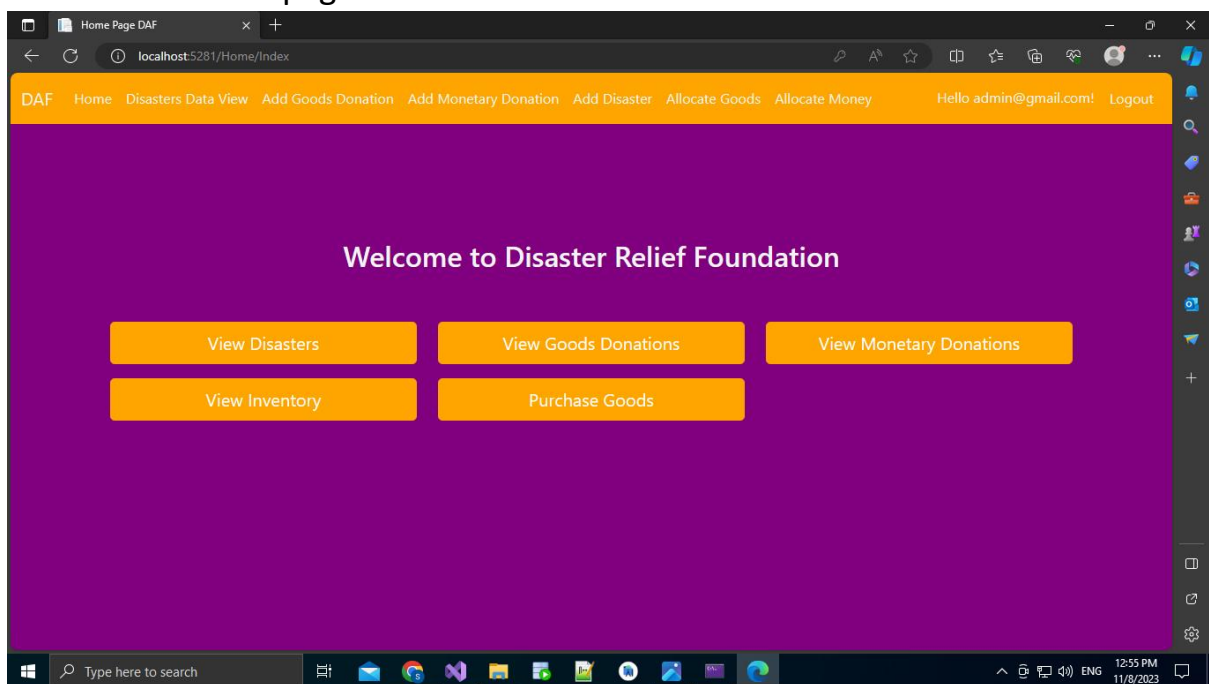 Home Page DAF
localhost:5281/Home/Index
DAF Home Disasters Data View Add Goods Donation Add Monetary Donation Add Disaster Allocate Goods Allocate Money Hello admin@gmail.com! Logout
Welcome to Disaster Relief Foundation
View Disasters View Goods Donations View Monetary Donations
View Inventory Purchase Goods
Type here to search ENG 12:55 PM
11/8/2023